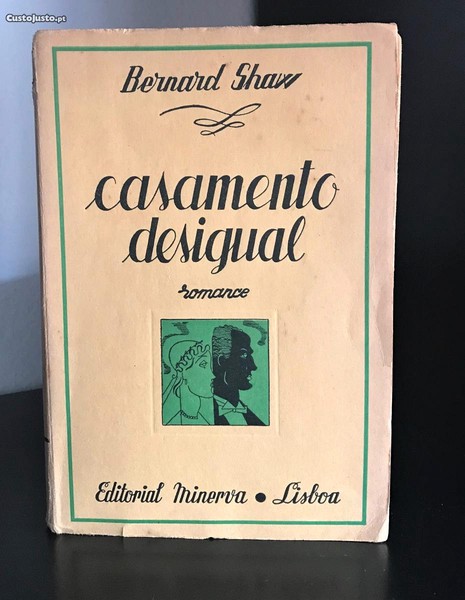 CustoJusto.pt
Bernard Shaw
casamento
desigual
romance
Editorial Minerva • Lisboa